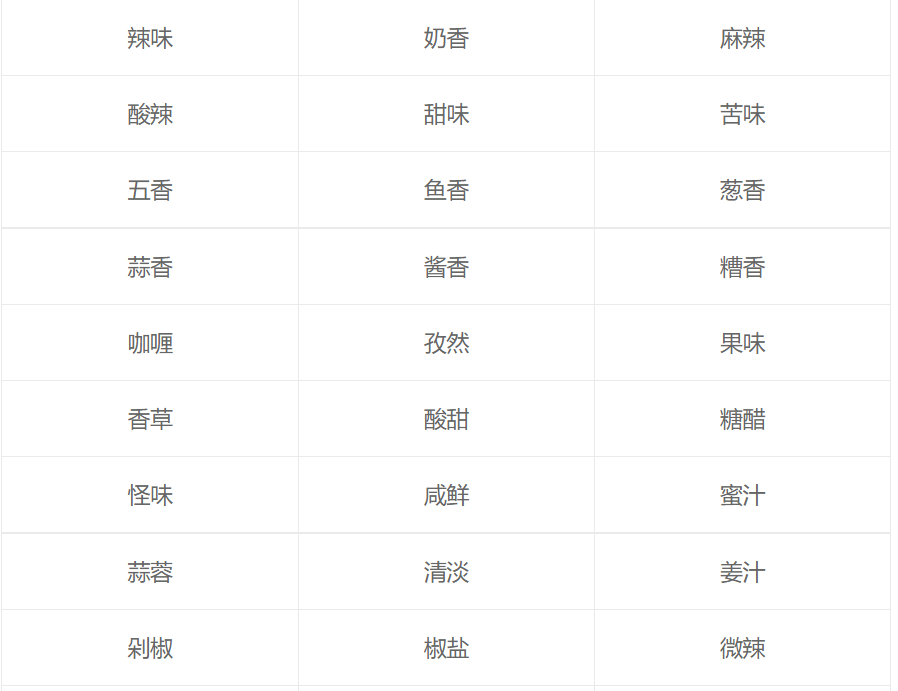 辣味 奶香 麻辣
酸辣 甜味 苦味
五香 鱼香 葱香
蒜香 酱香 糟香
咖喱 孜然 果味
香草 酸甜 糖醋
怪味 咸鲜 蜜汁
蒜蓉 清淡 姜汁
剁椒 椒盐 微辣